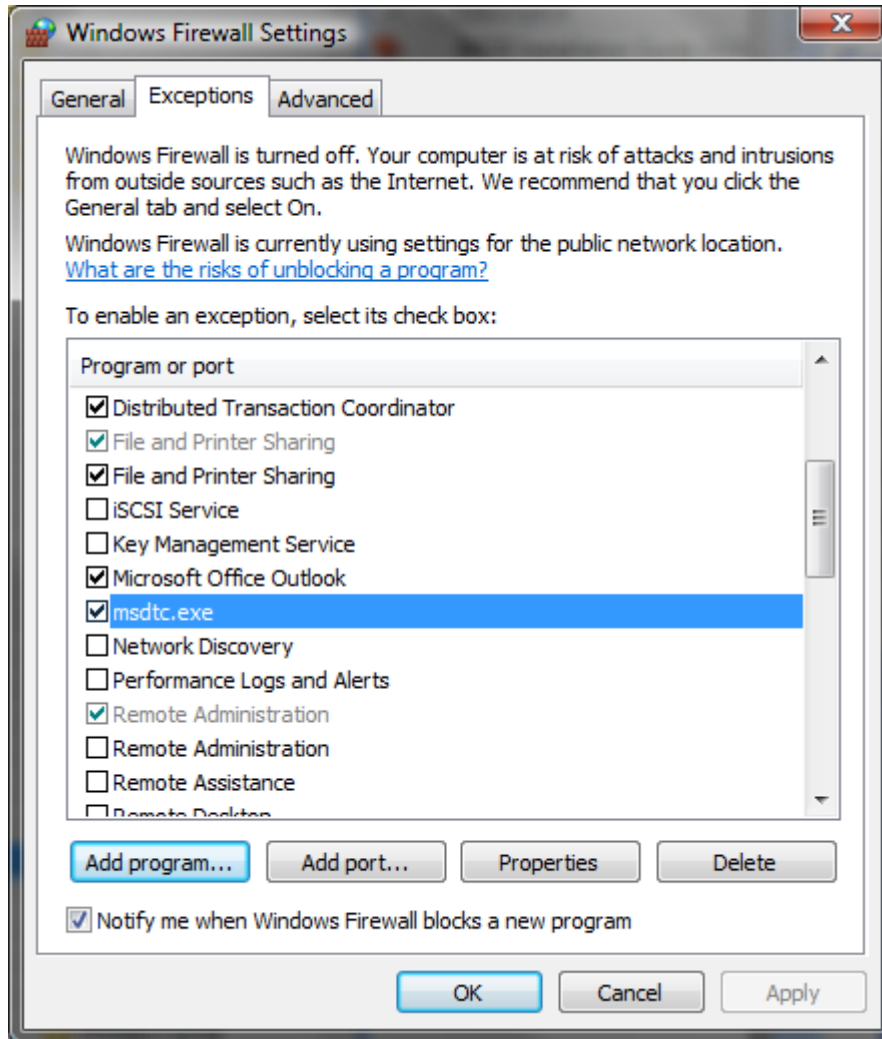 Windows Firewall Settings
General Exceptions Advanced
Windows Firewall is turned off. Your computer is at risk of attacks and intrusions
from outside sources such as the Internet. We recommend that you click the
General tab and select On.
Windows Firewall is currently using settings for the public network location.
What are the risks of unblocking a program?
To enable an exception, select its check box:
Program or port
Distributed Transaction Coordinator
File and Printer Sharing
File and Printer Sharing
iSCSI Service
Key Management Service
Microsoft Office Outlook
msdtc.exe
Network Discovery
Performance Logs and Alerts
Remote Administration
Remote Administration
Remote Assistance
Remote Desktop
Add program... Add port... Properties Delete
Notify me when Windows Firewall blocks a new program
OK Cancel Apply